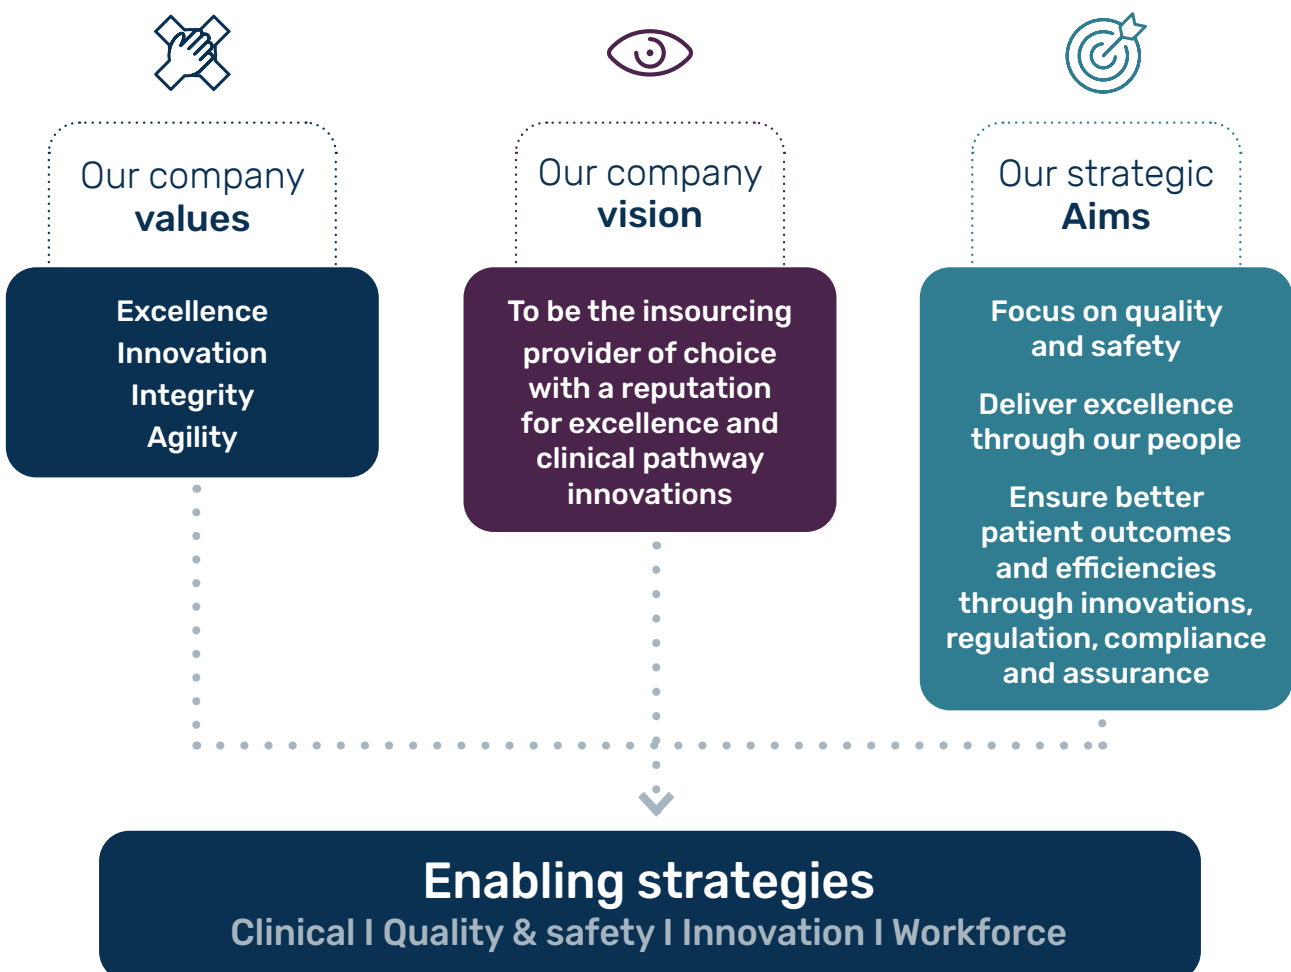 Our company
values
Excellence
Innovation
Integrity
Agility
Our company
vision
To be the insourcing
provider of choice
with a reputation
for excellence and
clinical pathway
innovations
Our strategic
Aims
Focus on quality
and safety
Deliver excellence
through our people
Ensure better
patient outcomes
and efficiencies
through innovations,
regulation, compliance
and assurance
Enabling strategies
Clinical I Quality & safety I Innovation I Workforce